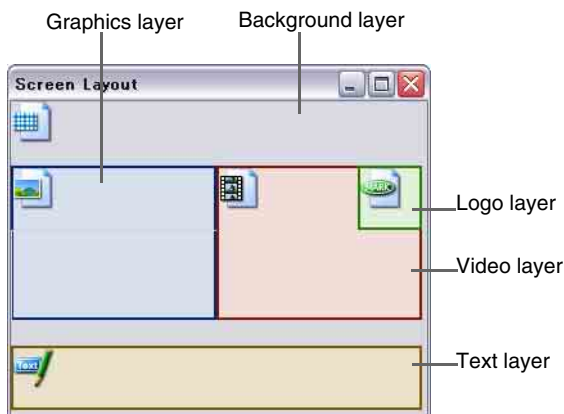 Graphics layer
Background layer
Screen Layout
MARK
Logo layer
Video layer
Text
Text layer